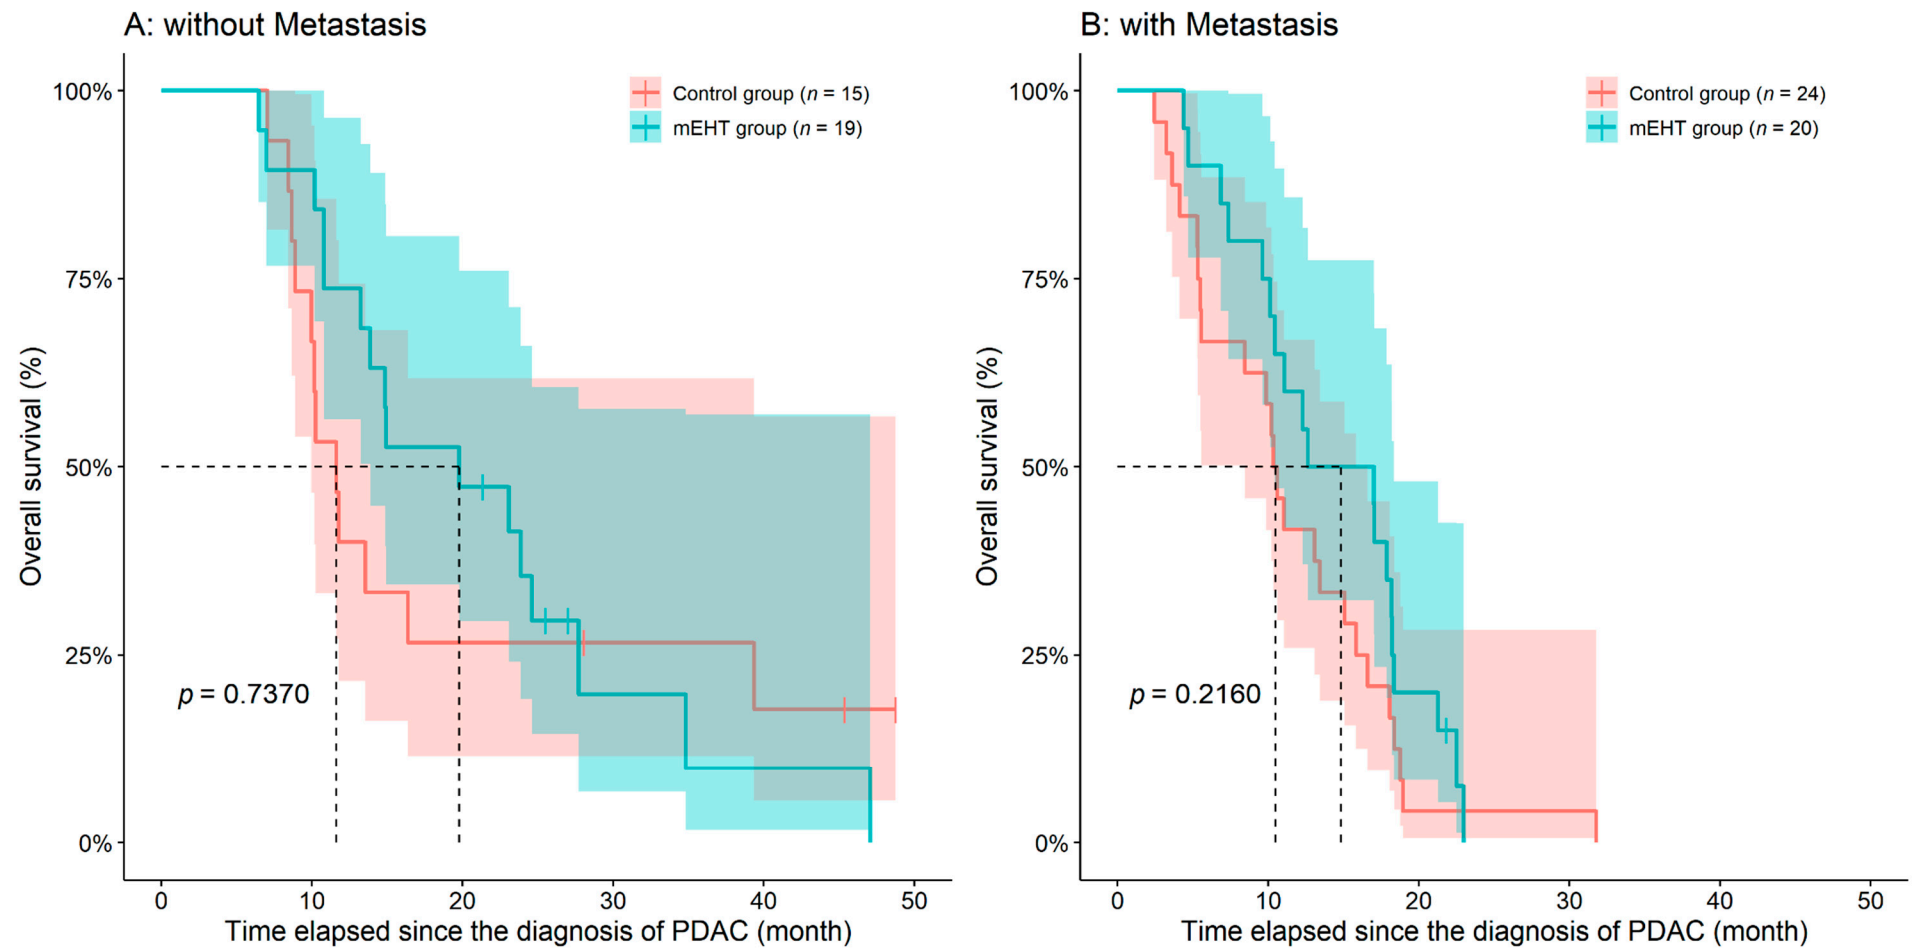 A: without Metastasis
Control group (n = 15)
mEHT group (n = 19)
Overall survival (%)
100%
75%
50%
25%
0%
p = 0.7370
0 10 20 30 40 50
Time elapsed since the diagnosis of PDAC (month)
B: with Metastasis
Control group (n = 24)
mEHT group (n = 20)
Overall survival (%)
100%
75%
50%
25%
0%
p = 0.2160
0 10 20 30 40 50
Time elapsed since the diagnosis of PDAC (month)